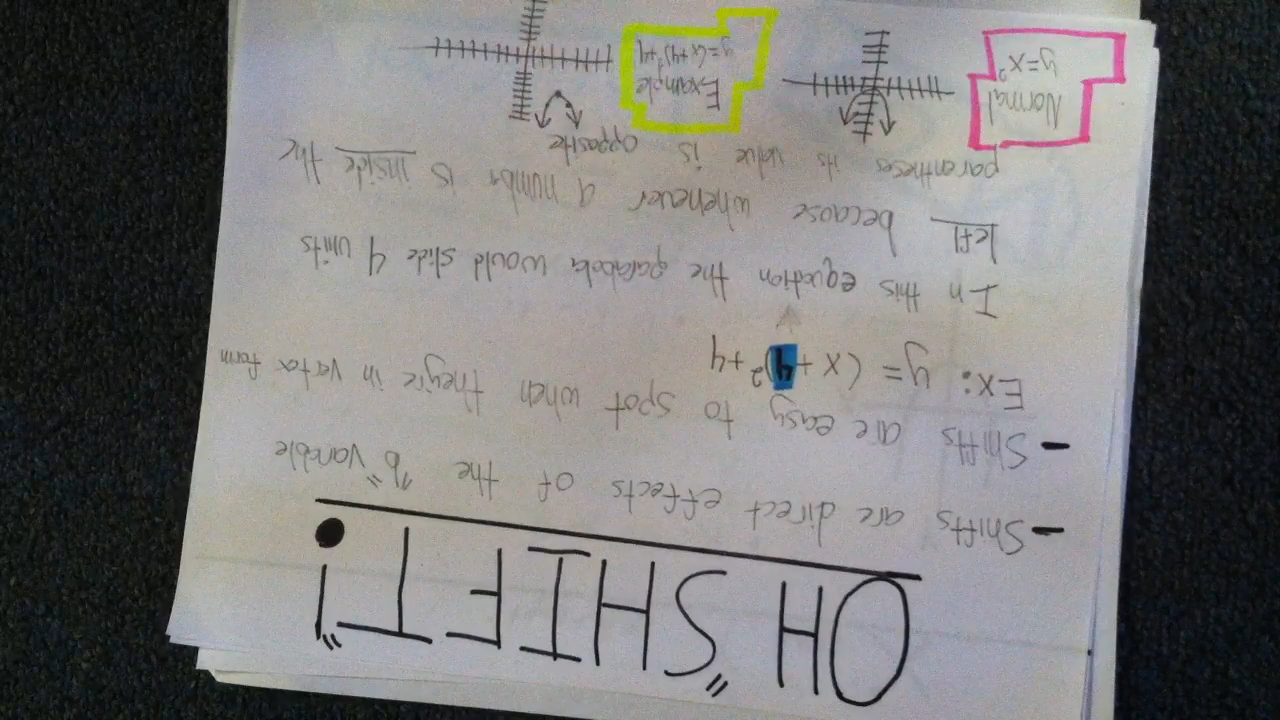 OH "SHIFT!"
- Shifts are direct effects of the "b" varable
- Shifts are easy to spot when they're in vertex form
Ex: y = (x+4)²+4
In this equation the parabola would slide 4 units
left because whenever a number is inside the
parentheses its value is opposite
Normal
y=x²
Example
y=(x+4)²+4